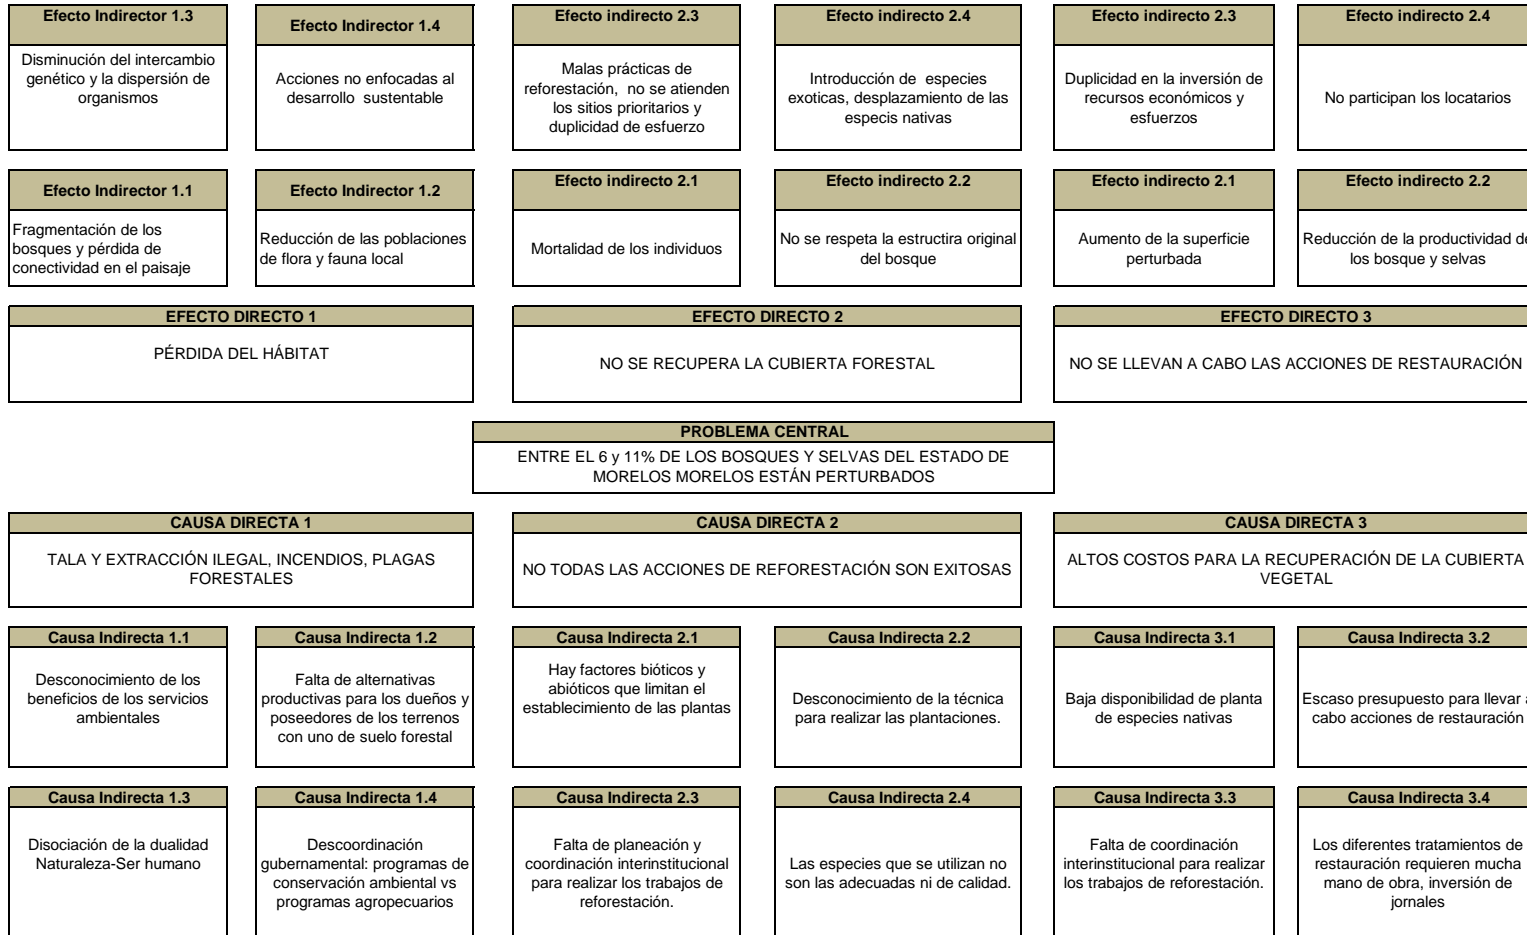 Efecto Indirector 1.3
Disminución del intercambio
genético y la dispersión de
organismos
Efecto Indirector 1.4
Acciones no enfocadas al
desarrollo sustentable
Efecto indirecto 2.3
Malas prácticas de
reforestación, no se atienden
los sitios prioritarios y
duplicidad de esfuerzo
Efecto indirecto 2.4
Introducción de especies
exoticas, desplazamiento de las
especis nativas
Efecto indirecto 2.3
Duplicidad en la inversión de
recursos económicos y
esfuerzos
Efecto indirecto 2.4
No participan los locatarios
Efecto Indirector 1.1
Fragmentación de los
bosques y pérdida de
conectividad en el paisaje
Efecto Indirector 1.2
Reducción de las poblaciones
de flora y fauna local
Efecto indirecto 2.1
Mortalidad de los individuos
Efecto indirecto 2.2
No se respeta la estructira original
del bosque
Efecto indirecto 2.1
Aumento de la superficie
perturbada
Efecto indirecto 2.2
Reducción de la productividad de
los bosque y selvas
EFECTO DIRECTO 1
PÉRDIDA DEL HÁBITAT
EFECTO DIRECTO 2
NO SE RECUPERA LA CUBIERTA FORESTAL
EFECTO DIRECTO 3
NO SE LLEVAN A CABO LAS ACCIONES DE RESTAURACIÓN
PROBLEMA CENTRAL
ENTRE EL 6 y 11% DE LOS BOSQUES Y SELVAS DEL ESTADO DE
MORELOS MORELOS ESTÁN PERTURBADOS
CAUSA DIRECTA 1
TALA Y EXTRACCIÓN ILEGAL, INCENDIOS, PLAGAS
FORESTALES
CAUSA DIRECTA 2
NO TODAS LAS ACCIONES DE REFORESTACIÓN SON EXITOSAS
CAUSA DIRECTA 3
ALTOS COSTOS PARA LA RECUPERACIÓN DE LA CUBIERTA
VEGETAL
Causa Indirecta 1.1
Desconocimiento de los
beneficios de los servicios
ambientales
Causa Indirecta 1.2
Falta de alternativas
productivas para los dueños y
poseedores de los terrenos
con uno de suelo forestal
Causa Indirecta 2.1
Hay factores bióticos y
abióticos que limitan el
establecimiento de las plantas
Causa Indirecta 2.2
Desconocimiento de la técnica
para realizar las plantaciones.
Causa Indirecta 3.1
Baja disponibilidad de planta
de especies nativas
Causa Indirecta 3.2
Escaso presupuesto para llevar a
cabo acciones de restauración
Causa Indirecta 1.3
Disociación de la dualidad
Naturaleza-Ser humano
Causa Indirecta 1.4
Descoordinación
gubernamental: programas de
conservación ambiental vs
programas agropecuarios
Causa Indirecta 2.3
Falta de planeación y
coordinación interinstitucional
para realizar los trabajos de
reforestación.
Causa Indirecta 2.4
Las especies que se utilizan no
son las adecuadas ni de calidad.
Causa Indirecta 3.3
Falta de coordinación
interinstitucional para realizar
los trabajos de reforestación.
Causa Indirecta 3.4
Los diferentes tratamientos de
restauración requieren mucha
mano de obra, inversión de
jornales